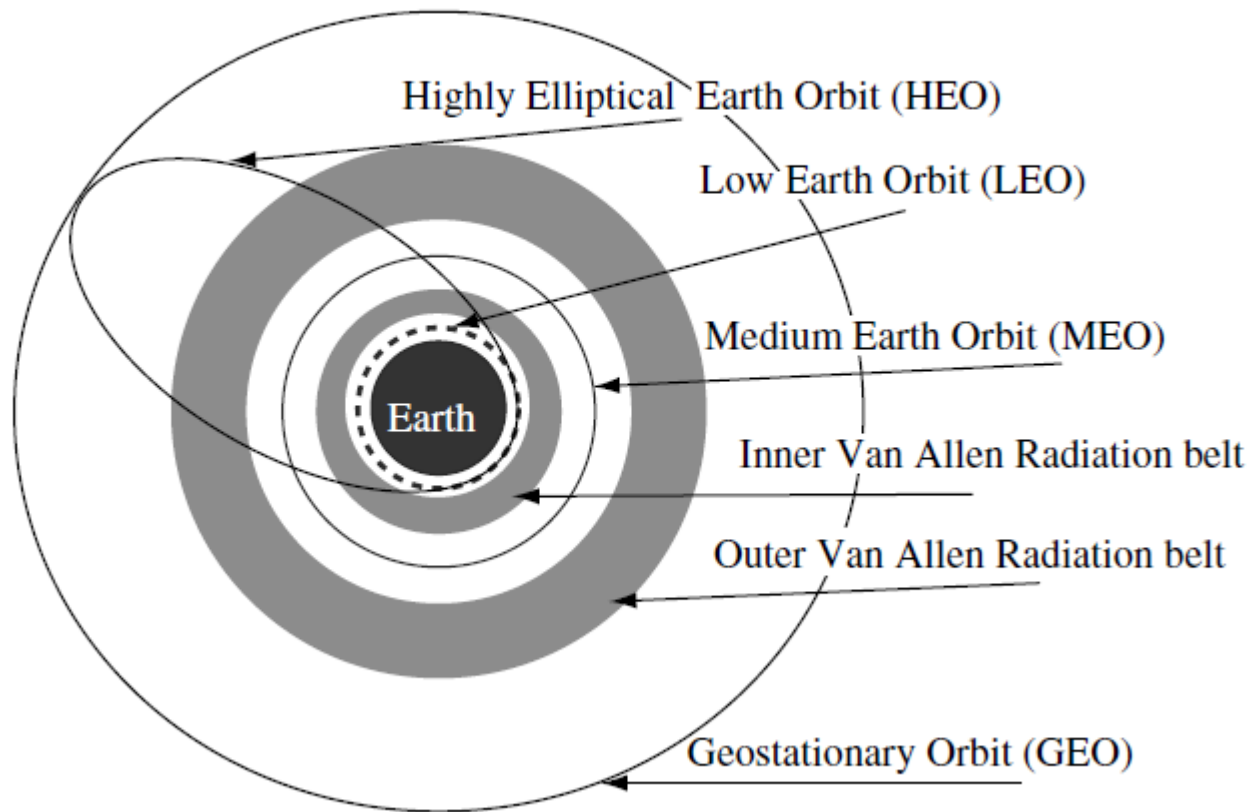 Highly Elliptical Earth Orbit (HEO)
Low Earth Orbit (LEO)
Medium Earth Orbit (MEO)
Earth
Inner Van Allen Radiation belt
Outer Van Allen Radiation belt
Geostationary Orbit (GEO)